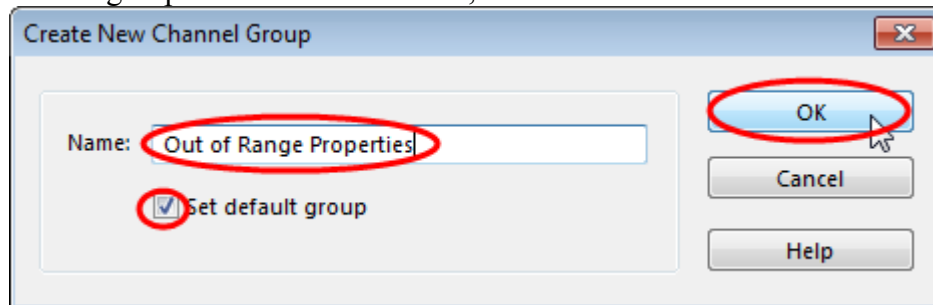 Create New Channel Group
OK
Name: Out of Range Properties
Cancel
Set default group
Help